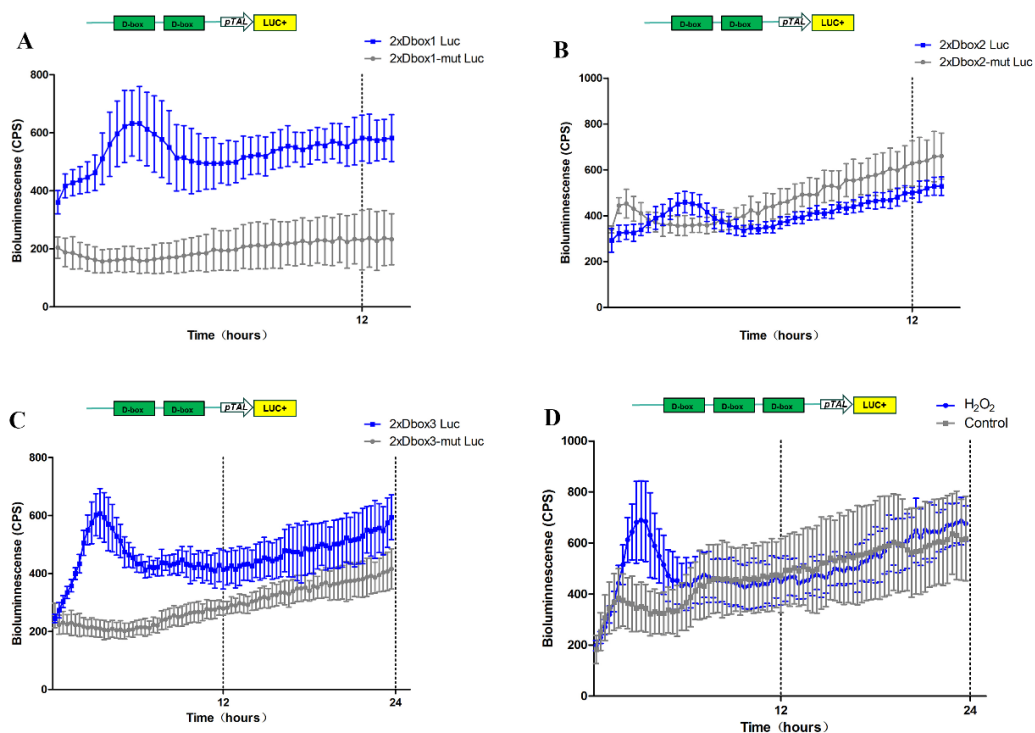 D-box D-box pTAL LUC+
A
2xDbox1 Luc
2xDbox1-mut Luc
800
600
400
200
0
Bioluminnescense (CPS)
12
Time (hours)
D-box D-box pTAL LUC+
B
2xDbox2 Luc
2xDbox2-mut Luc
1000
800
600
400
200
0
Bioluminnescense (CPS)
12
Time (hours)
D-box D-box pTAL LUC+
C
2xDbox3 Luc
2xDbox3-mut Luc
800
600
400
200
0
Bioluminnescense (CPS)
12 24
Time (hours)
D-box D-box D-box pTAL LUC+
D
H₂O₂
Control
1000
800
600
400
200
0
Bioluminescense (CPS)
12 24
Time (hours)